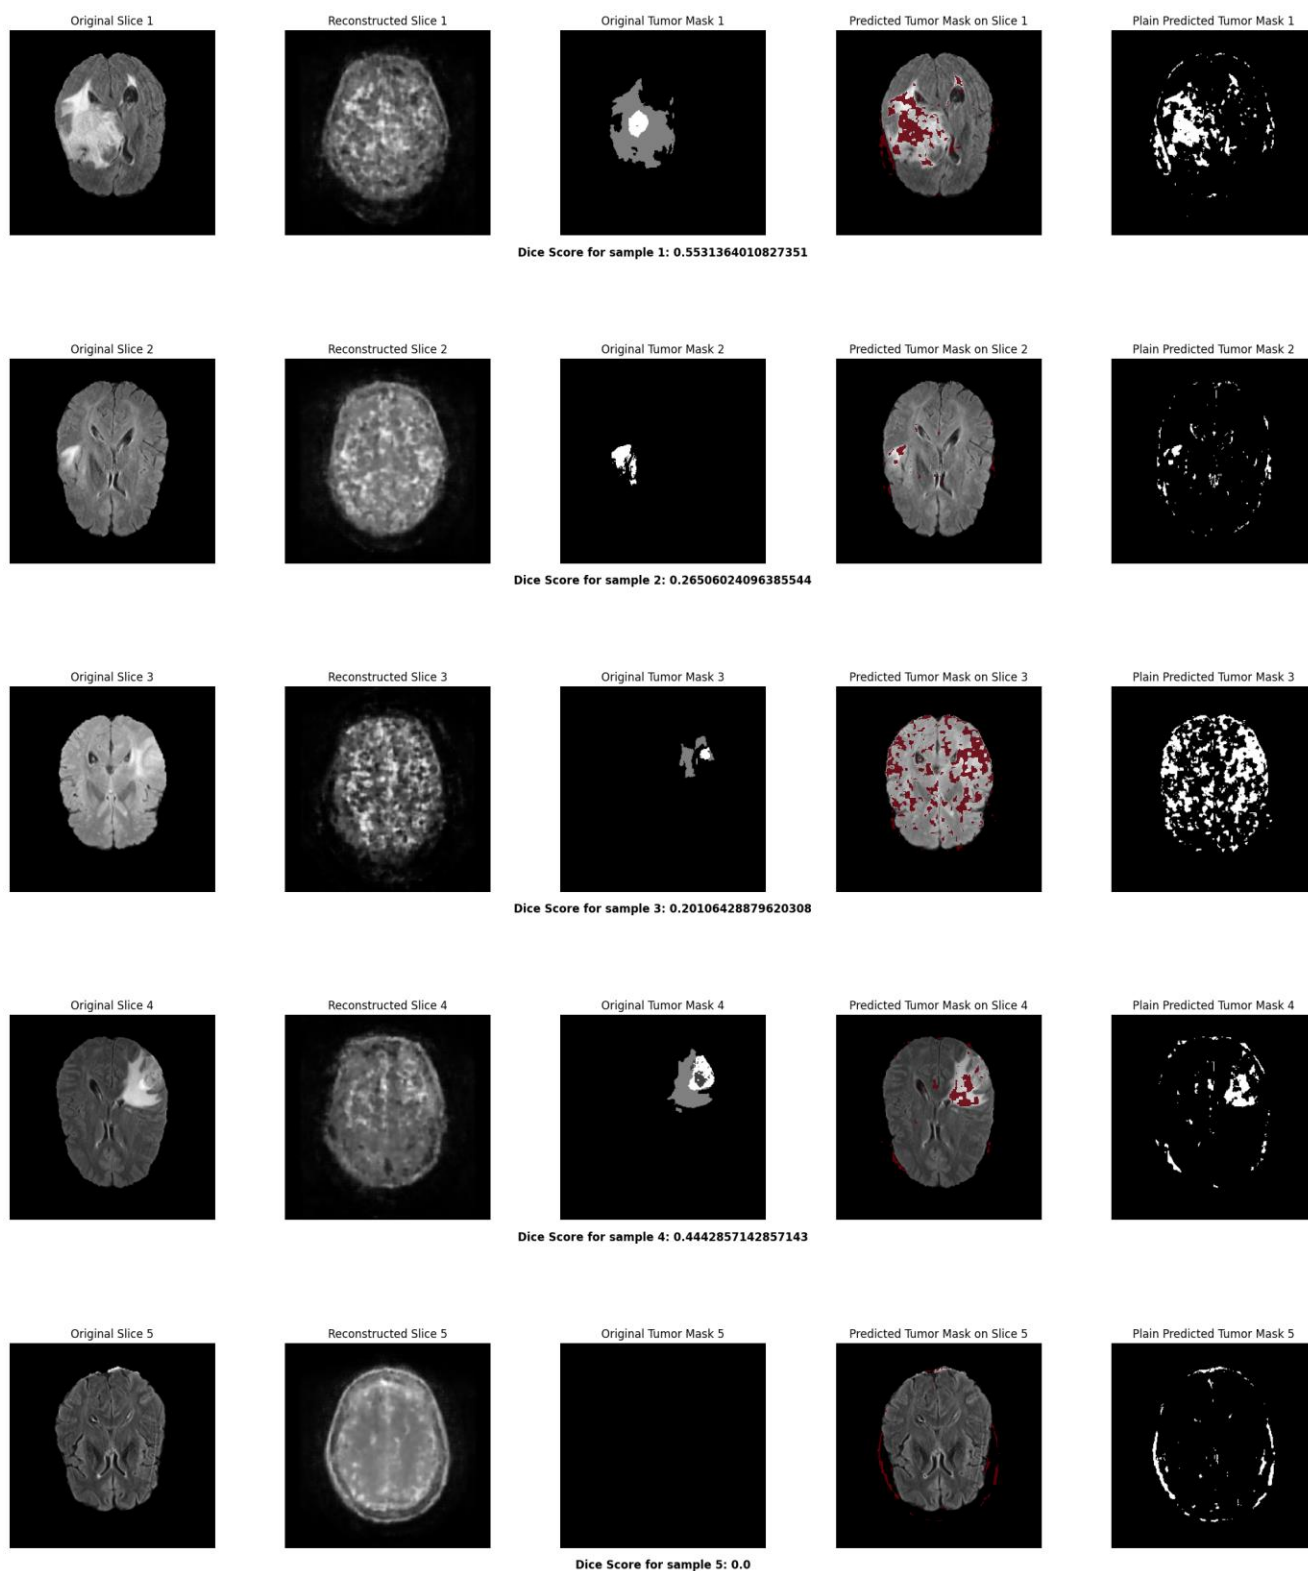 Original Slice 1
Reconstructed Slice 1
Original Tumor Mask 1
Predicted Tumor Mask on Slice 1
Plain Predicted Tumor Mask 1
Dice Score for sample 1: 0.5531364010827351
Original Slice 2
Reconstructed Slice 2
Original Tumor Mask 2
Predicted Tumor Mask on Slice 2
Plain Predicted Tumor Mask 2
Dice Score for sample 2: 0.26506024096385544
Original Slice 3
Reconstructed Slice 3
Original Tumor Mask 3
Predicted Tumor Mask on Slice 3
Plain Predicted Tumor Mask 3
Dice Score for sample 3: 0.20106428879620308
Original Slice 4
Reconstructed Slice 4
Original Tumor Mask 4
Predicted Tumor Mask on Slice 4
Plain Predicted Tumor Mask 4
Dice Score for sample 4: 0.4442857142857143
Original Slice 5
Reconstructed Slice 5
Original Tumor Mask 5
Predicted Tumor Mask on Slice 5
Plain Predicted Tumor Mask 5
Dice Score for sample 5: 0.0